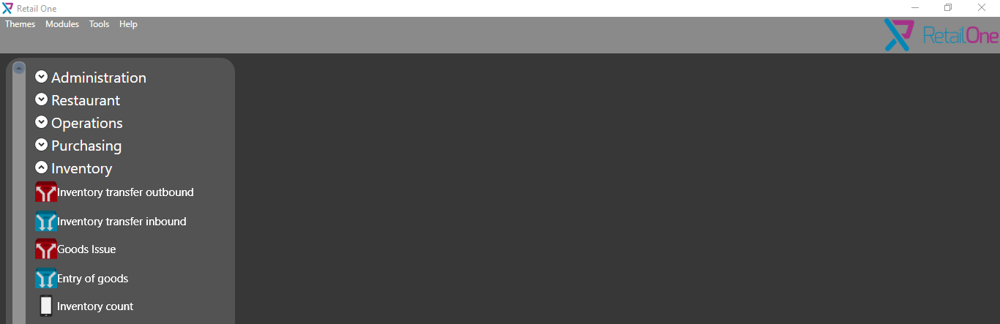 Retail One
Themes Modules Tools Help
RetailOne
Administration
Restaurant
Operations
Purchasing
Inventory
Inventory transfer outbound
Inventory transfer inbound
Goods Issue
Entry of goods
Inventory count